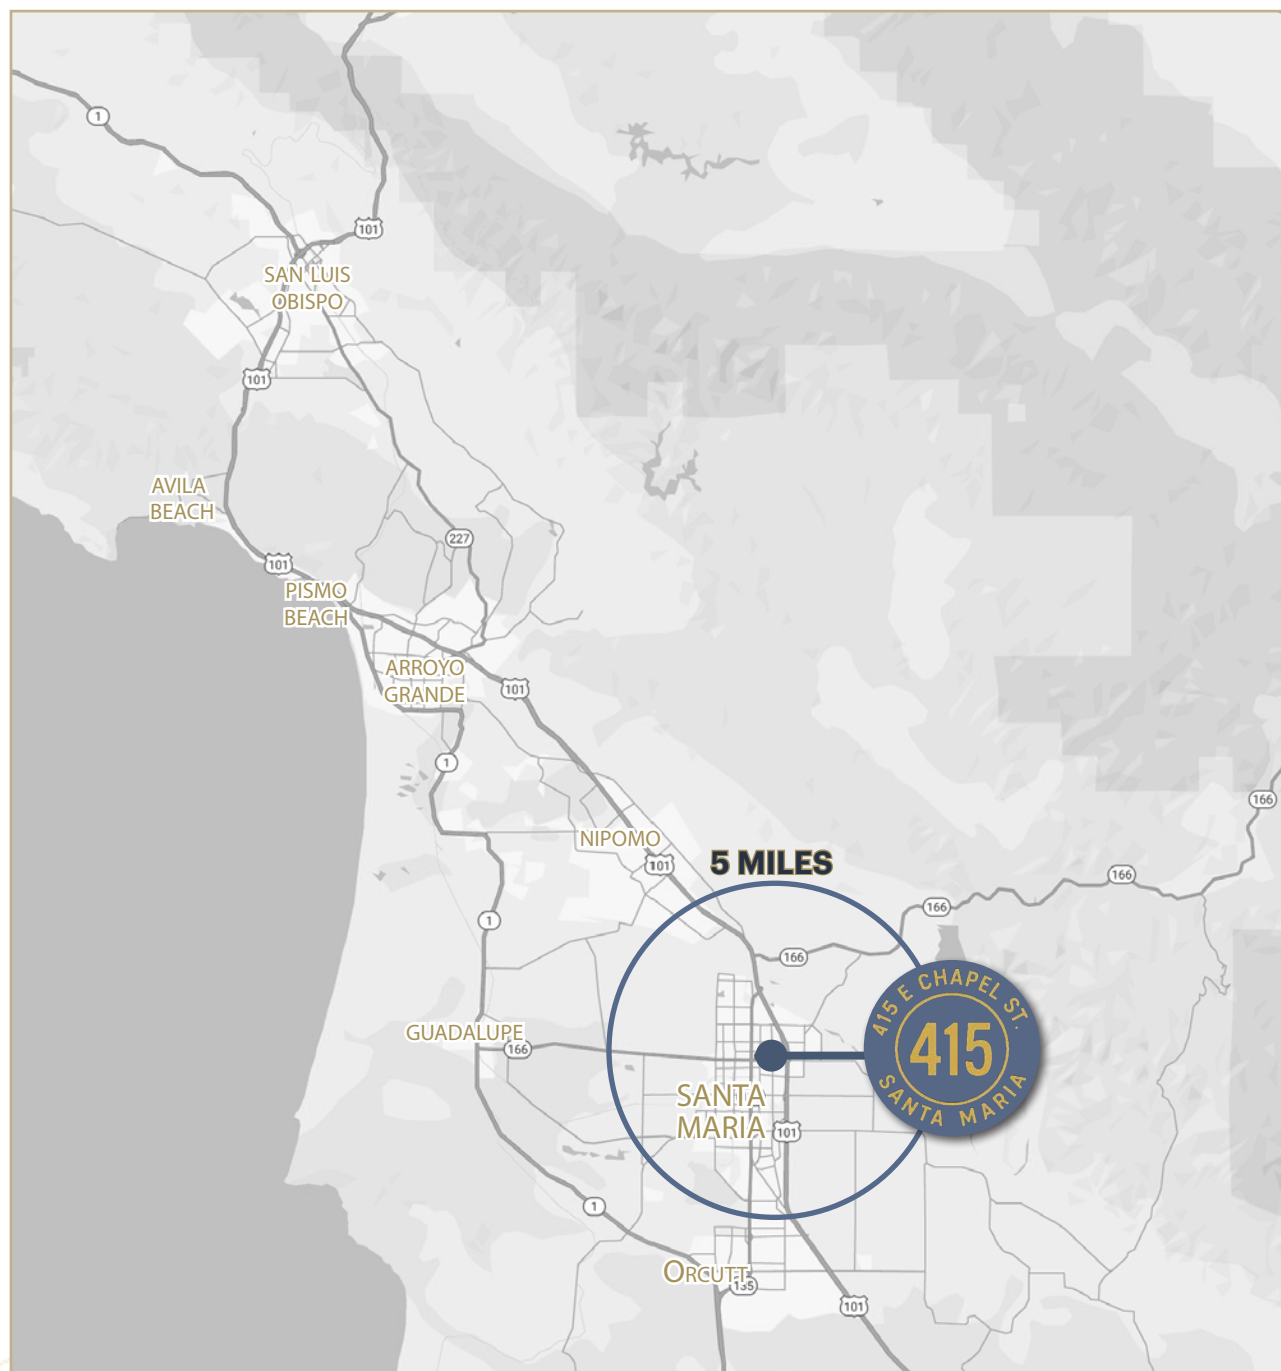 1
101
SAN LUIS
OBISPO
101
AVILA
BEACH
227
101
PISMO
BEACH
ARROYO
GRANDE
101
1
166
NIPOMO
101
5 MILES
166
166
1
166
415 E CHAPEL ST.
415
SANTA MARIA
GUADALUPE
166
SANTA
MARIA
101
1
ORCUTT
135
101